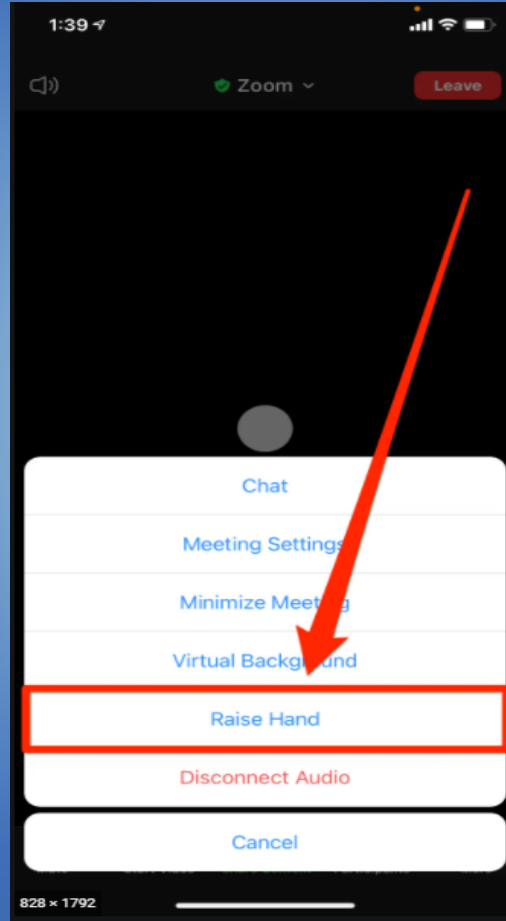 1:39
Zoom
Leave
Chat
Meeting Settings
Minimize Meeting
Virtual Background
Raise Hand
Disconnect Audio
Cancel
828 × 1792